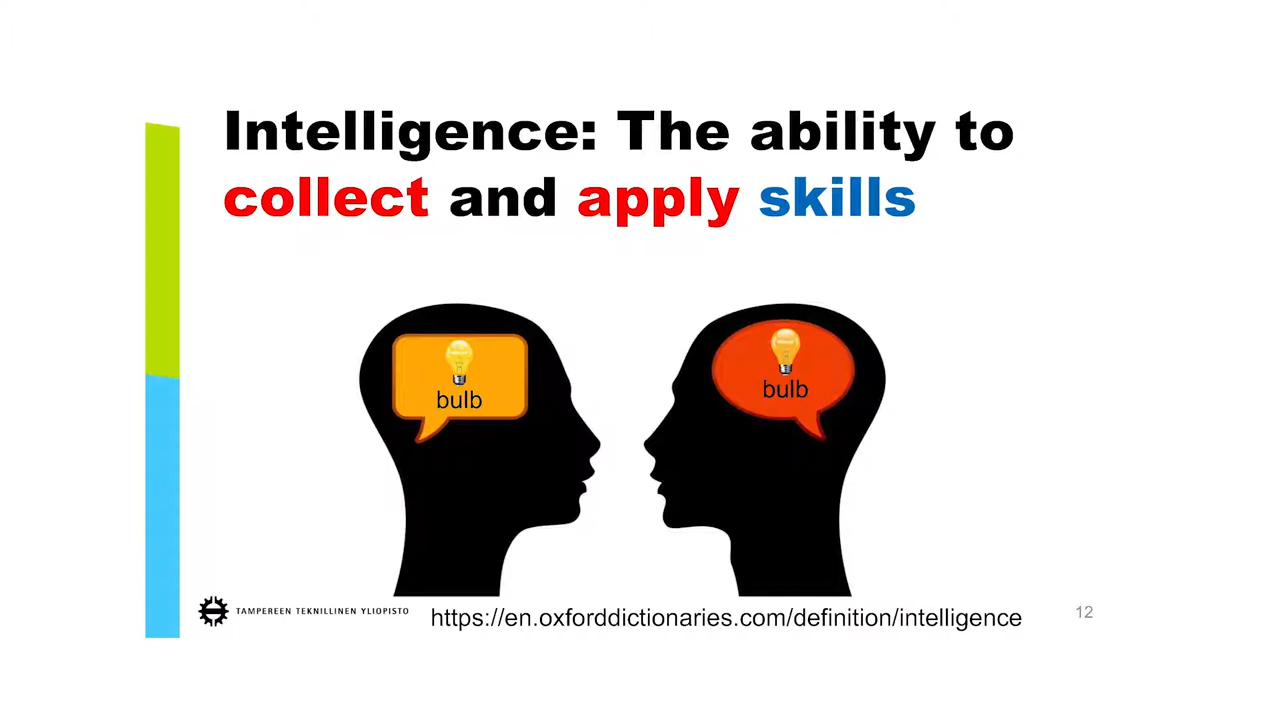 Intelligence: The ability to
collect and apply skills
bulb
bulb
TAMPEREEN TEKNILLINEN YLIOPISTO
https://en.oxforddictionaries.com/definition/intelligence
12